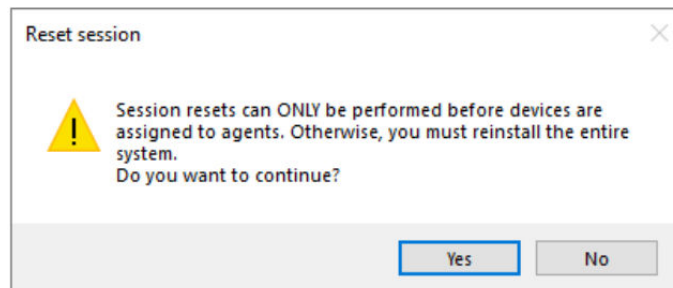 Reset session
Session resets can ONLY be performed before devices are
assigned to agents. Otherwise, you must reinstall the entire
system.
Do you want to continue?
Yes
No